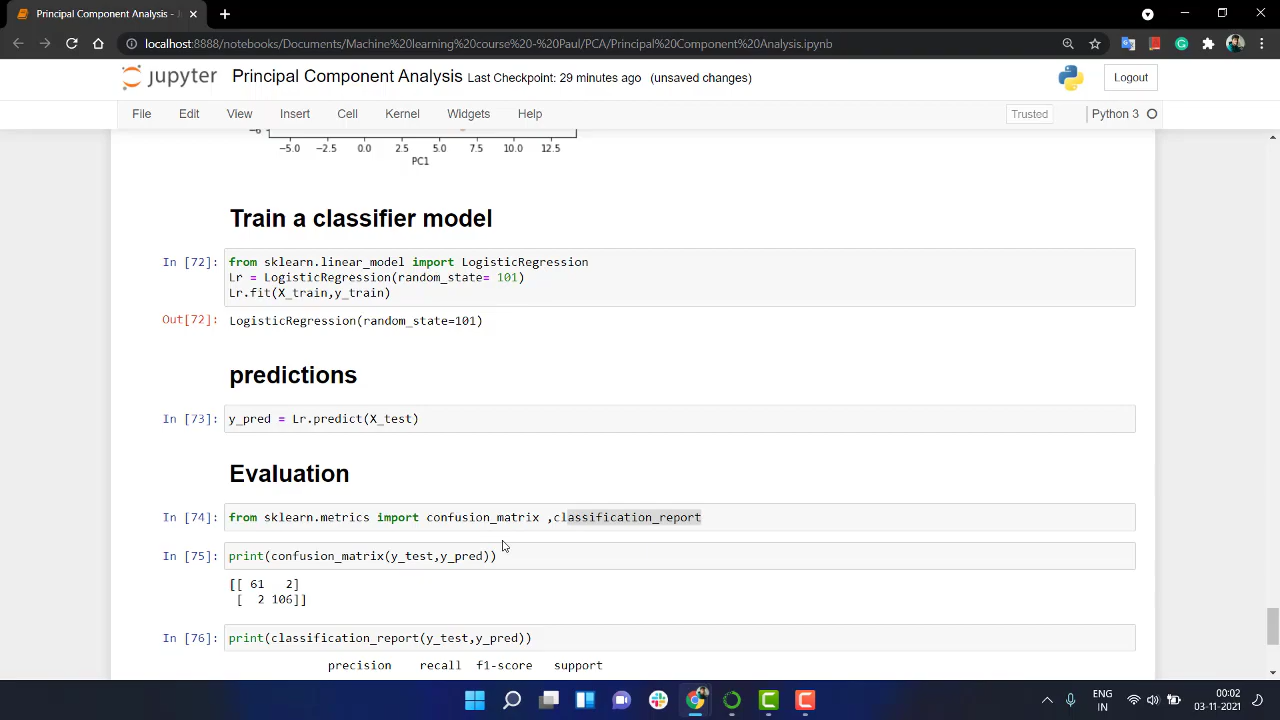 Principal Component Analysis - J
localhost:8888/notebooks/Documents/Machine%20learning%20course%20-%20Paul/PCA/Principal%20Component%20Analysis.ipynb
jupyter Principal Component Analysis Last Checkpoint: 29 minutes ago (unsaved changes) Logout
File Edit View Insert Cell Kernel Widgets Help Trusted Python 3
−6
−5.0 −2.5 0.0 2.5 5.0 7.5 10.0 12.5
PC1
Train a classifier model
In [72]: from sklearn.linear_model import LogisticRegression
Lr = LogisticRegression(random_state= 101)
Lr.fit(X_train,y_train)
Out[72]: LogisticRegression(random_state=101)
predictions
In [73]: y_pred = Lr.predict(X_test)
Evaluation
In [74]: from sklearn.metrics import confusion_matrix ,classification_report
In [75]: print(confusion_matrix(y_test,y_pred))
[[ 61 2]
[ 2 106]]
In [76]: print(classification_report(y_test,y_pred))
precision recall f1-score support
ENG 00:02
IN 03-11-2021